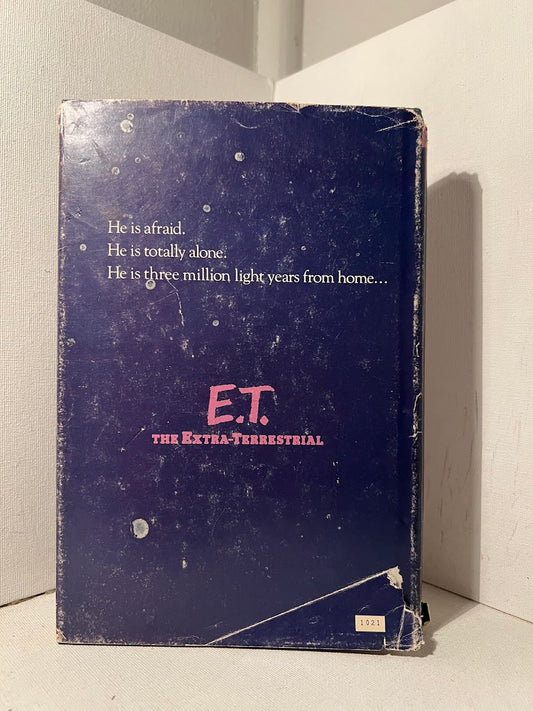 He is afraid.
He is totally alone.
He is three million light years from home...
E.T.
THE EXTRA-TERRESTRIAL
1021